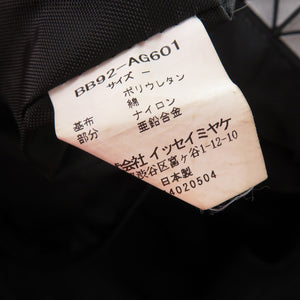 BB92-AG601
サイズ －
ポリウレタン
綿
基布 ナイロン
部分 亜鉛合金
式会社 イッセイミヤケ
渋谷区富ヶ谷1-12-10
日本製
4020504